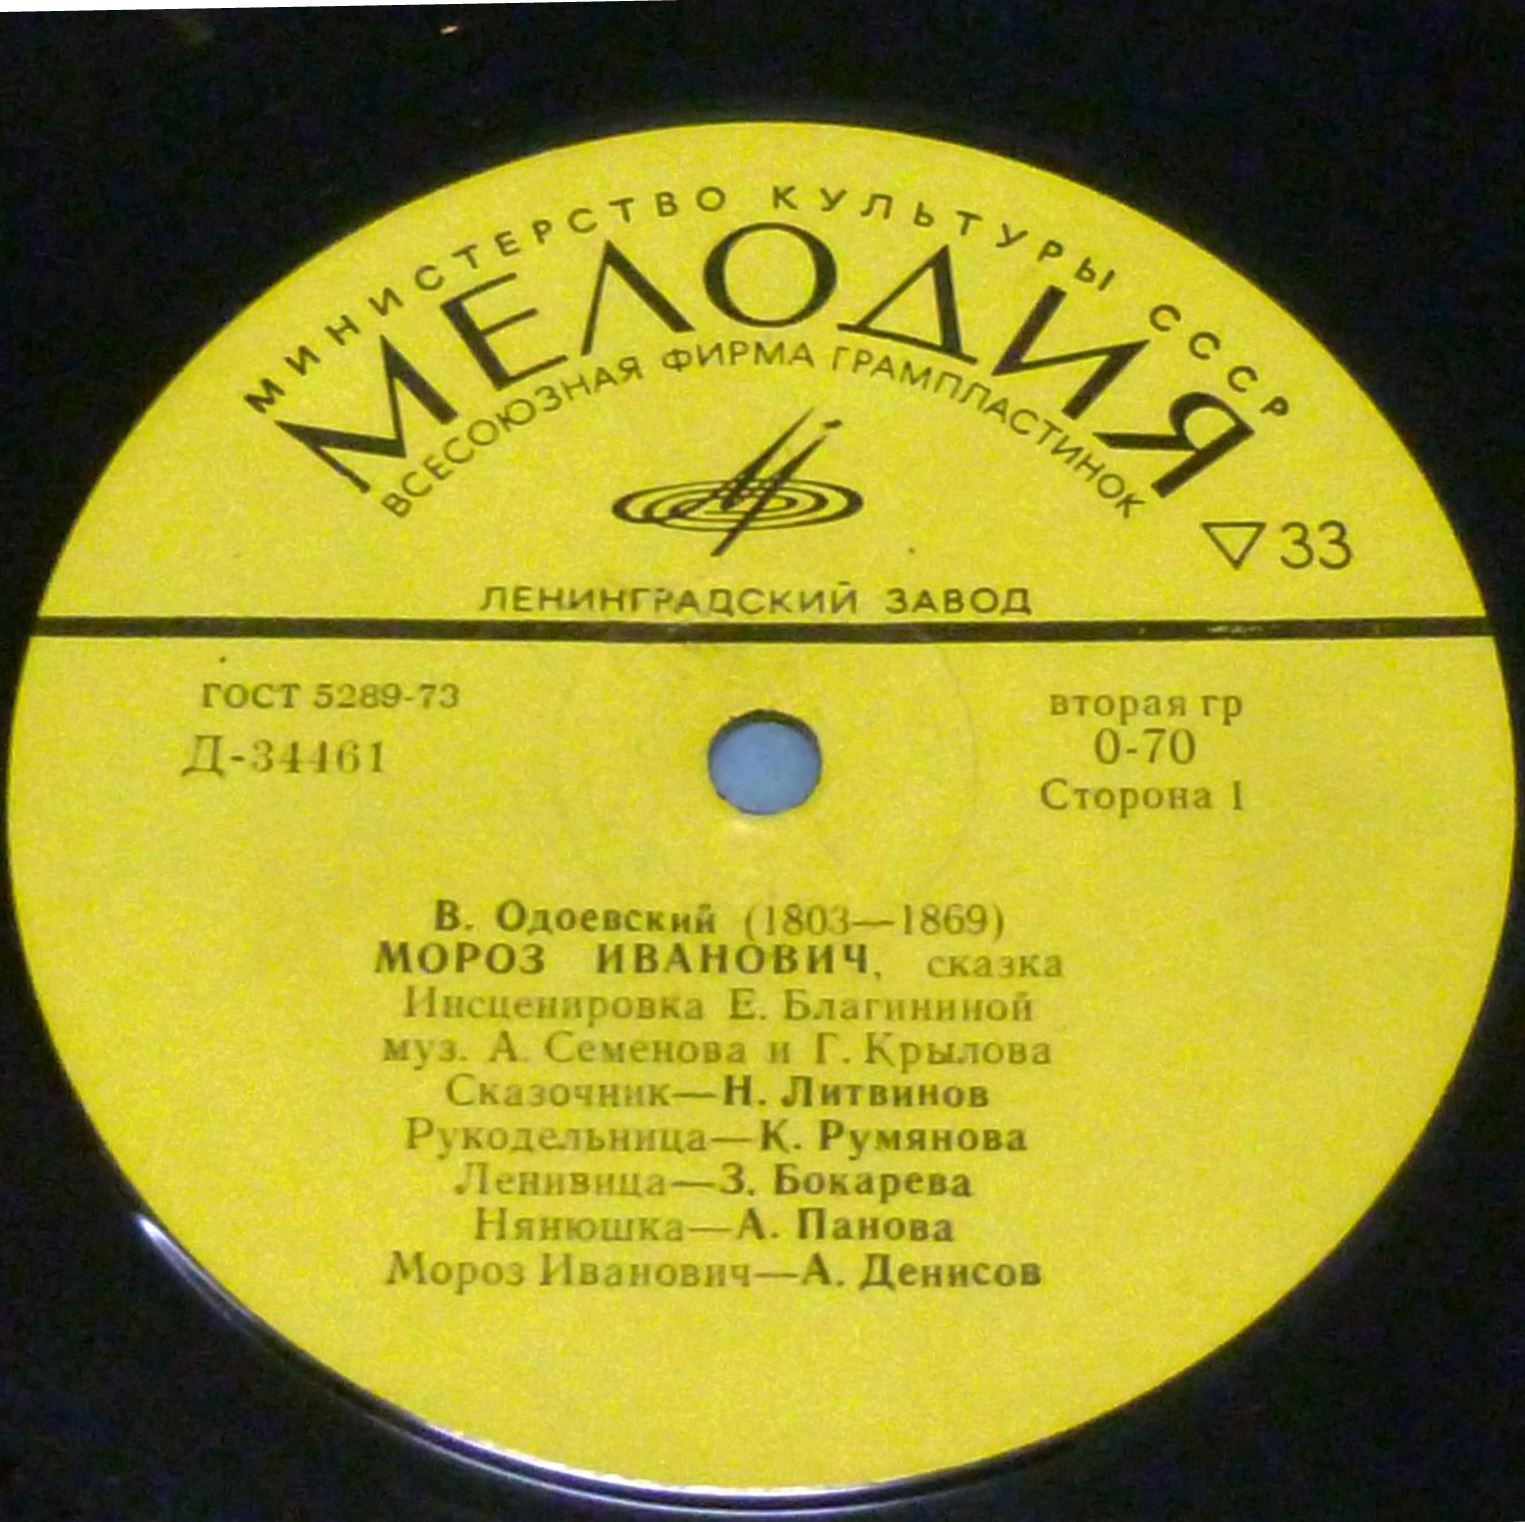 МИНИСТЕРСТВО КУЛЬТУРЫ СССР
МЕЛОДИЯ
ВСЕСОЮЗНАЯ ФИРМА ГРАМПЛАСТИНОК
33
ЛЕНИНГРАДСКИЙ ЗАВОД
ГОСТ 5289-73
Д-34461
вторая гр
0-70
Сторона 1
В. Одоевский (1803—1869)
МОРОЗ ИВАНОВИЧ, сказка
Инсценировка Е. Благининой
муз. А. Семенова и Г. Крылова
Сказочник—Н. Литвинов
Рукодельница—К. Румянова
Ленивица—З. Бокарева
Нянюшка—А. Панова
Мороз Иванович—А. Денисов